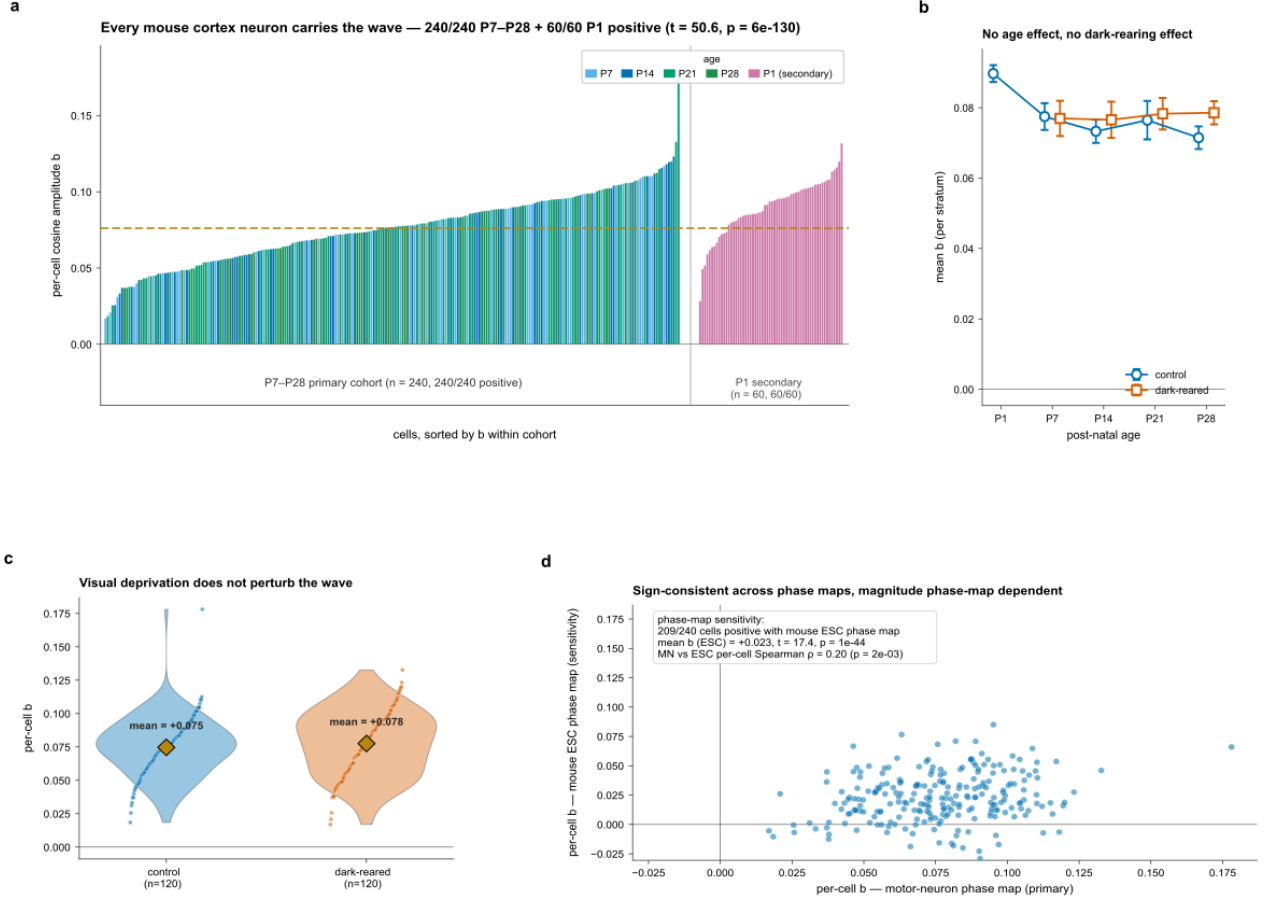 a
Every mouse cortex neuron carries the wave — 240/240 P7–P28 + 60/60 P1 positive (t = 50.6, p = 6e-130)
age
P7 P14 P21 P28 P1 (secondary)
0.15
0.10
0.05
0.00
per-cell cosine amplitude b
P7–P28 primary cohort (n = 240, 240/240 positive)
P1 secondary
(n = 60, 60/60)
cells, sorted by b within cohort
b
No age effect, no dark-rearing effect
0.08
0.06
0.04
0.02
0.00
mean b (per stratum)
control
dark-reared
P1 P7 P14 P21 P28
post-natal age
c
Visual deprivation does not perturb the wave
0.175
0.150
0.125
0.100
0.075
0.050
0.025
0.000
per-cell b
mean = +0.075
mean = +0.078
control
(n=120)
dark-reared
(n=120)
d
Sign-consistent across phase maps, magnitude phase-map dependent
phase-map sensitivity:
209/240 cells positive with mouse ESC phase map
mean b (ESC) = +0.023, t = 17.4, p = 1e-44
MN vs ESC per-cell Spearman ρ = 0.20 (p = 2e-03)
0.175
0.150
0.125
0.100
0.075
0.050
0.025
0.000
−0.025
per-cell b — mouse ESC phase map (sensitivity)
−0.025 0.000 0.025 0.050 0.075 0.100 0.125 0.150 0.175
per-cell b — motor-neuron phase map (primary)